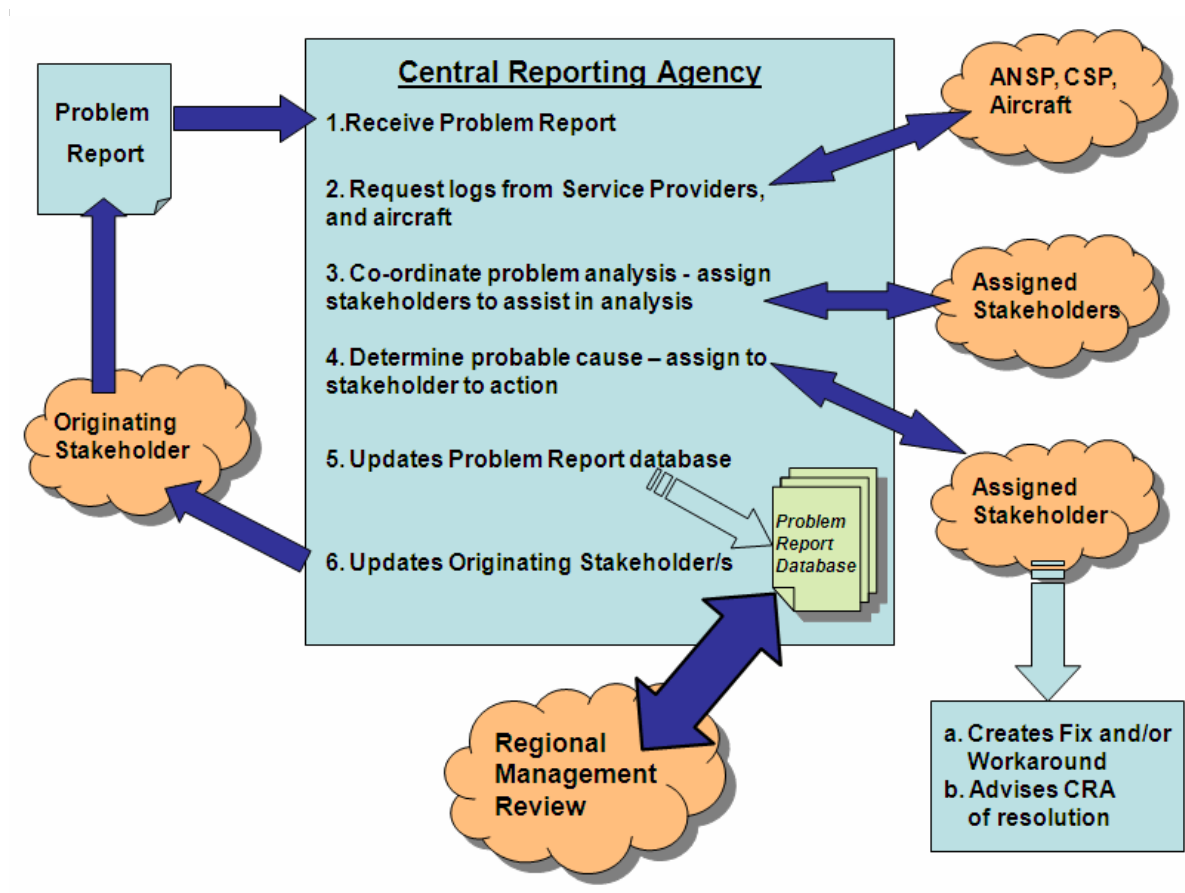 Central Reporting Agency
Problem
Report
1.Receive Problem Report
2. Request logs from Service Providers,
and aircraft
3. Co-ordinate problem analysis - assign
stakeholders to assist in analysis
4. Determine probable cause – assign to
stakeholder to action
5. Updates Problem Report database
6. Updates Originating Stakeholder/s
Problem
Report
Database
ANSP, CSP,
Aircraft
Assigned
Stakeholders
Assigned
Stakeholder
Originating
Stakeholder
Regional
Management
Review
a. Creates Fix and/or
Workaround
b. Advises CRA
of resolution